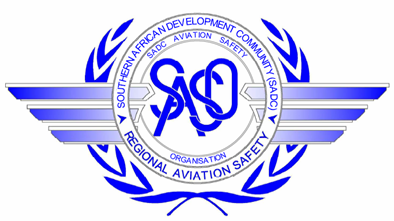 SOUTHERN AFRICAN DEVELOPMENT COMMUNITY (SADC)
SADC AVIATION SAFETY
SASO
ORGANISATION
REGIONAL AVIATION SAFETY